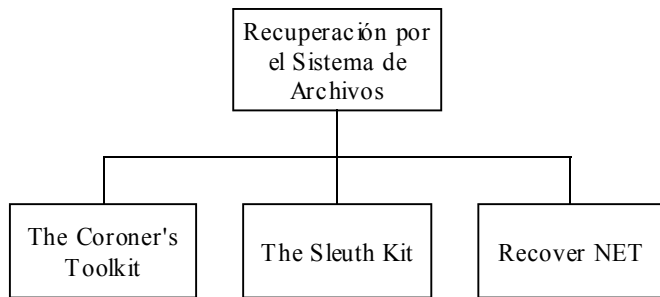 Recuperación por
el Sistema de
Archivos
The Coroner's
Toolkit
The Sleuth Kit
Recover NET